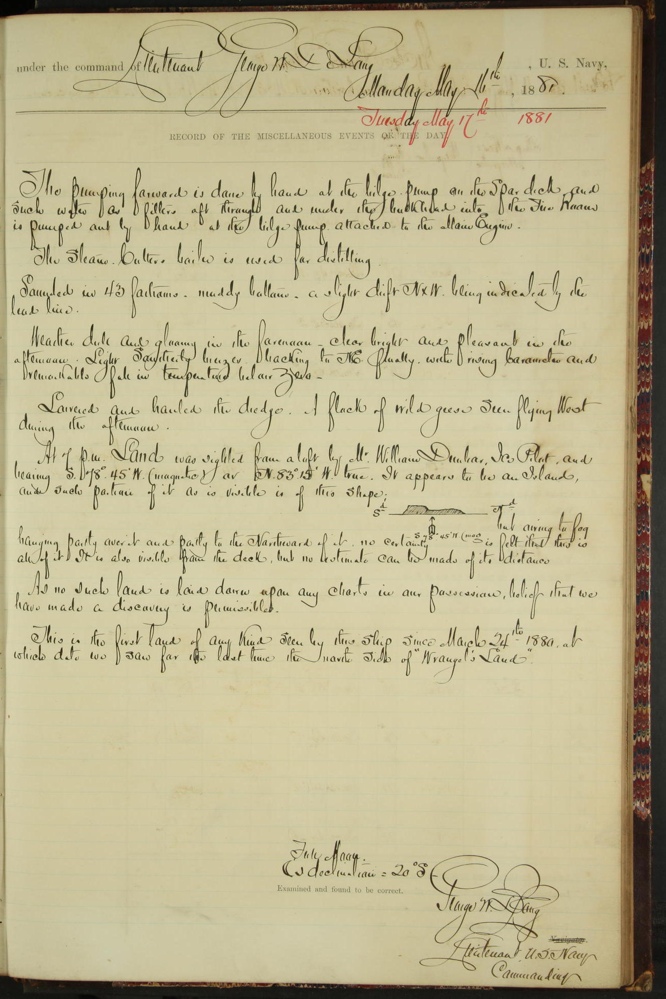 under the command of Lieutenant George W. De Long, U. S. Navy,
Monday May 16th, 1881.
Tuesday May 17th 1881
RECORD OF THE MISCELLANEOUS EVENTS OF THE DAY.
The pumping forward is done by hand at the bilge pump on the Spar deck and
such water as filters aft through and under the bulkhead into the Fire Room
is pumped out by hand at the bilge pump attached to the Main Engine.
The Steam Cutters boiler is used for distilling.
Sounded in 43 fathoms - muddy bottom - a slight drift NxW. being indicated by the
lead line.
Weather dull and gloomy in the forenoon - clear bright and pleasant in the
afternoon. Light Southerly breezes backing to NE. finally, with rising barometer and
remarkable fall in temperature below zero -
Lowered and hauled the dredge. A flock of wild geese seen flying West
during the afternoon.
At 7 p.m. Land was sighted from aloft by Mr. William Dunbar, Ice Pilot, and
bearing S. 78°. 45' W. (magnetic) or N. 83°. 15' W. true. It appears to be an Island,
and such portion of it as is visible is of this shape:
Sd Nd
but owing to fog
S 78° 45' W (mag
hanging partly over it and partly to the Northward of it, no certainty is felt that this is
all of it. It is also visible from the deck, but no estimate can be made of its distance
As no such land is laid down upon any charts in our possession, belief that we
have made a discovery is permissible.
This is the first land of any Kind seen by this ship since March 24th 1880, at
which date we saw for the last time the north side of "Wrangel's Land".
Full Moon.
☾s declination = 20° S
Examined and found to be correct.
George W. De Long
Navigator.
Lieutenant U.S. Navy
Commanding